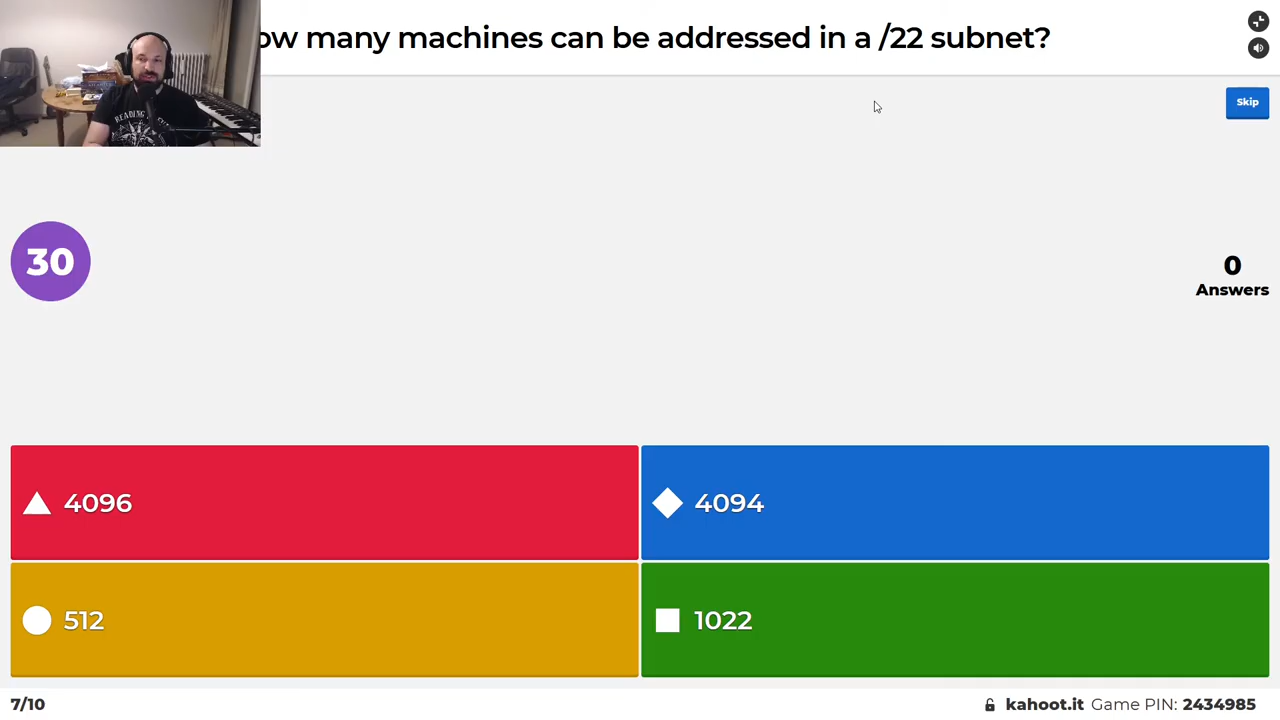 ow many machines can be addressed in a /22 subnet?
Skip
30
0
Answers
4096
4094
512
1022
7/10
kahoot.it Game PIN: 2434985